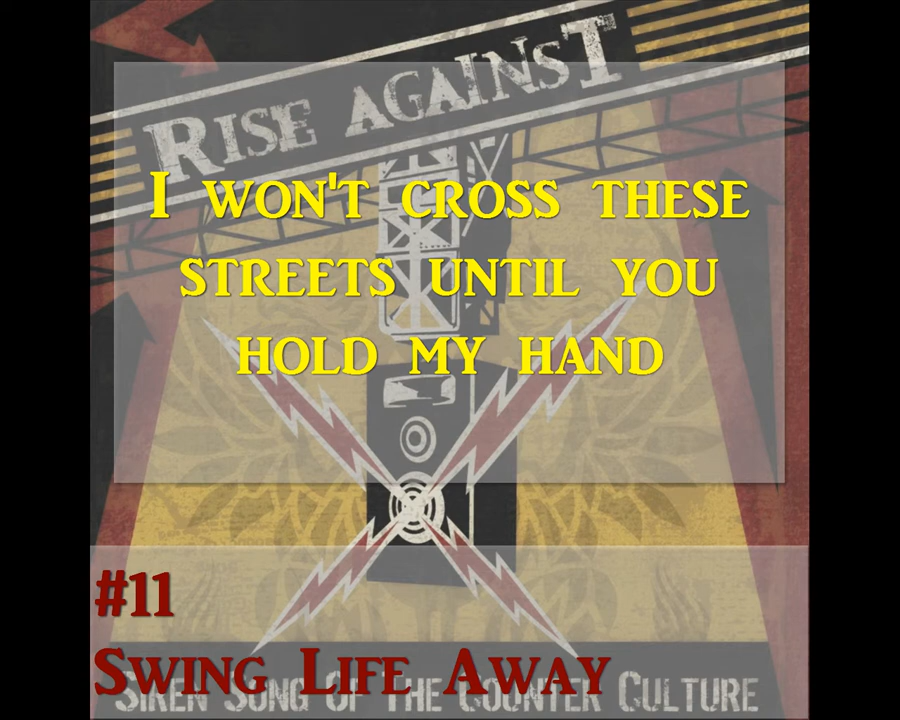 RISE AGAINST
I WON'T CROSS THESE
STREETS UNTIL YOU
HOLD MY HAND
#11
SWING LIFE AWAY
SIREN SONG OF THE COUNTER CULTURE